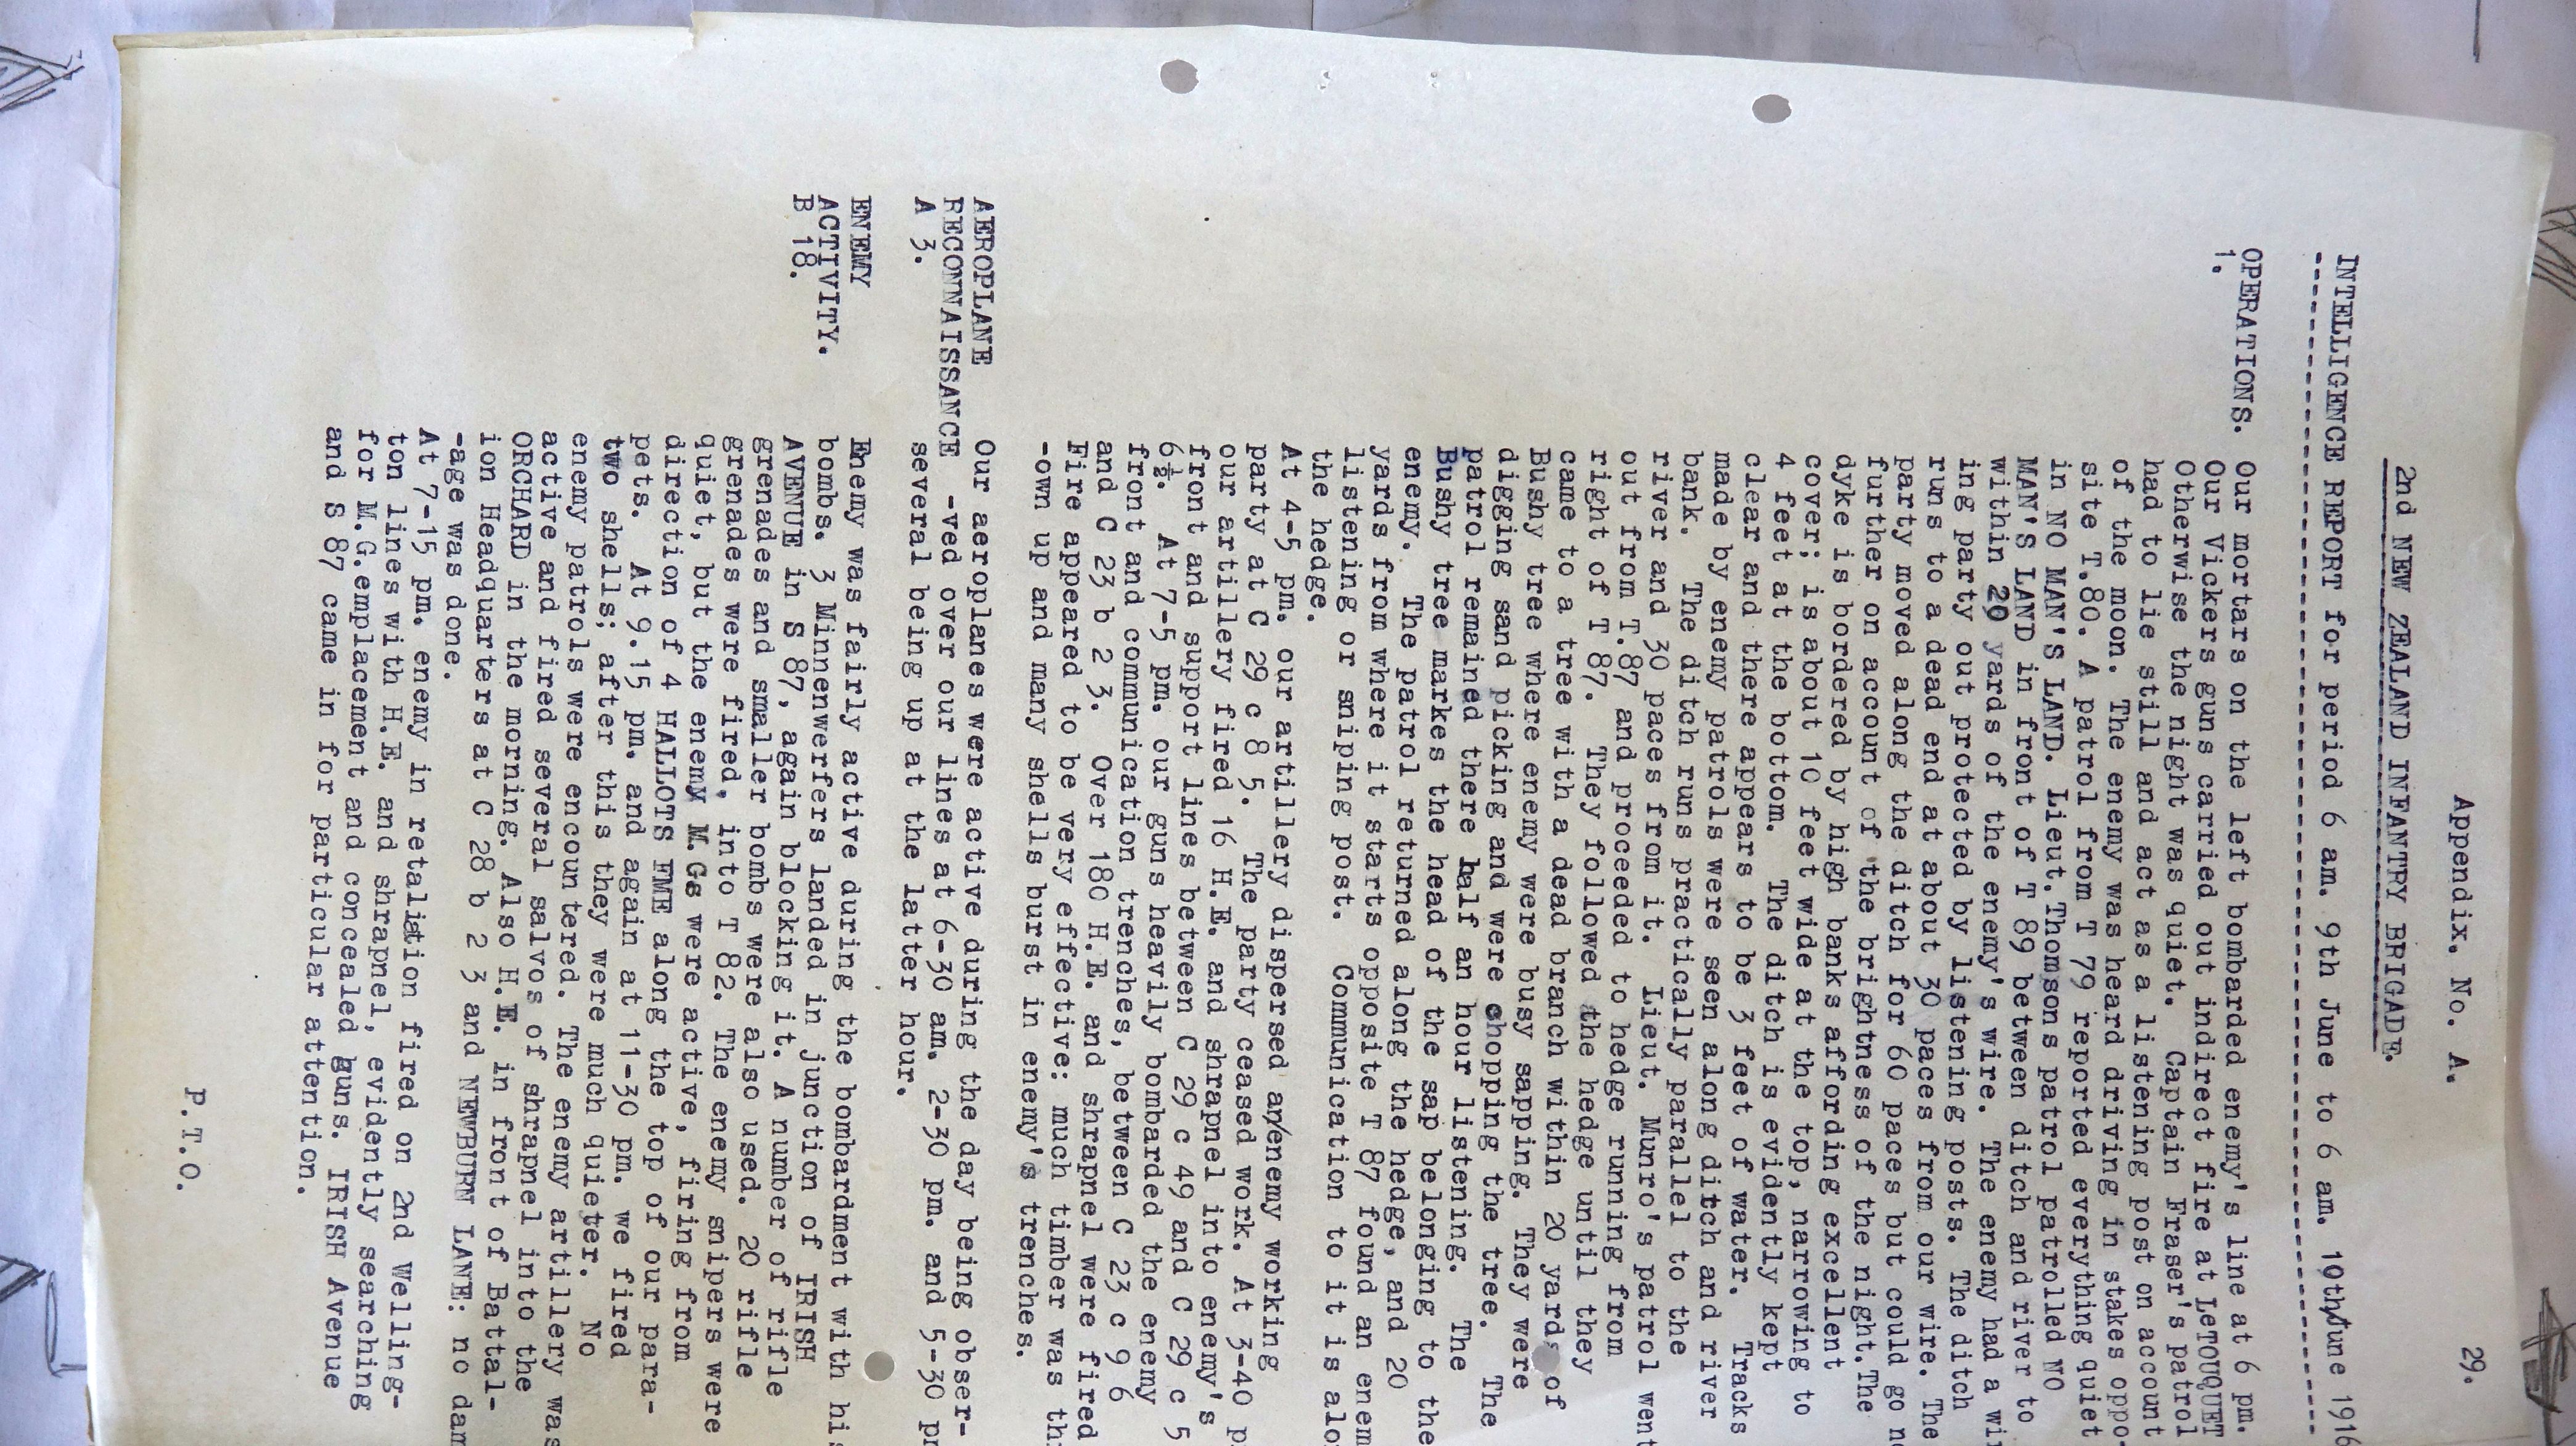 Appendix. No. A. 29.
2nd NEW ZEALAND INFANTRY BRIGADE.
INTELLIGENCE REPORT for period 6 am. 9th June to 6 am. 10th/June 1916
OPERATIONS. Our mortars on the left bombarded enemy's line at 6 pm.
1. Our Vickers guns carried out indirect fire at LeTOUQUET
Otherwise the night was quiet. Captain Fraser's patrol
had to lie still and act as a listening post on account
of the moon. The enemy was heard driving in stakes oppo-
site T.80. A patrol from T 79 reported everything quiet
in NO MAN'S LAND. Lieut. Thomsons patrol patrolled NO
MAN'S LAND in front of T 89 between ditch and river to
within 20 yards of the enemy's wire. The enemy had a wir
ing party out protected by listening posts. The ditch
runs to a dead end at about 30 paces from our wire. The
party moved along the ditch for 60 paces but could go no
further on account of the brightness of the night. The
dyke is bordered by high banks affording excellent
cover; is about 10 feet wide at the top, narrowing to
4 feet at the bottom. The ditch is evidently kept
clear and there appears to be 3 feet of water. Tracks
made by enemy patrols were seen along ditch and river
bank. The ditch runs practically parallel to the
river and 30 paces from it. Lieut. Munro's patrol went
out from T.87 and proceeded to hedge running from
right of T 87. They followed the hedge until they
came to a tree with a dead branch within 20 yards of
Bushy tree where enemy were busy sapping. They were
digging sand picking and were chopping the tree. The
patrol remained there half an hour listening. The
Bushy tree markes the head of the sap belonging to the
enemy. The patrol returned along the hedge, and 20
yards from where it starts opposite T 87 found an enem
listening or sniping post. Communication to it is alon
the hedge.
At 4-5 pm. our artillery dispersed an/enemy working
party at C 29 c 8 5. The party ceased work. At 3-40 p
our artillery fired 16 H.E. and shrapnel into enemy's
front and support lines between C 29 c 49 and C 29 c 5
6½. At 7-5 pm. our guns heavily bombarded the enemy
front and communication trenches, between C 23 c 9 6
and C 23 b 2 3. Over 180 H.E. and shrapnel were fired
Fire appeared to be very effective: much timber was thr
-own up and many shells burst in enemy's trenches.
AEROPLANE Our aeroplanes were active during the day being obser-
RECONNAISSANCE -ved over our lines at 6-30 am. 2-30 pm. and 5-30 pm
A 3. several being up at the latter hour.
ENEMY Enemy was fairly active during the bombardment with his
ACTIVITY. bombs. 3 Minnenwerfers landed in junction of IRISH
B 18. AVENUE in S 87, again blocking it. A number of rifle
grenades and smaller bombs were also used. 20 rifle
grenades were fired, into T 82. The enemy snipers were
quiet, but the enemy M.Gs were active, firing from
direction of 4 HALLOTS FME along the top of our para-
pets. At 9.15 pm. and again at 11-30 pm. we fired
two shells; after this they were much quieter. No
enemy patrols were encountered. The enemy artillery was
active and fired several salvos of shrapnel into the
ORCHARD in the morning. Also H.E. in front of Battal-
ion Headquarters at C 28 b 2 3 and NEWBURN LANE: no dam
-age was done.
At 7-15 pm. enemy in retaliation fired on 2nd Welling-
ton lines with H.E. and shrapnel, evidently searching
for M.G.emplacement and concealed guns. IRISH Avenue
and S 87 came in for particular attention.
P.T.O.